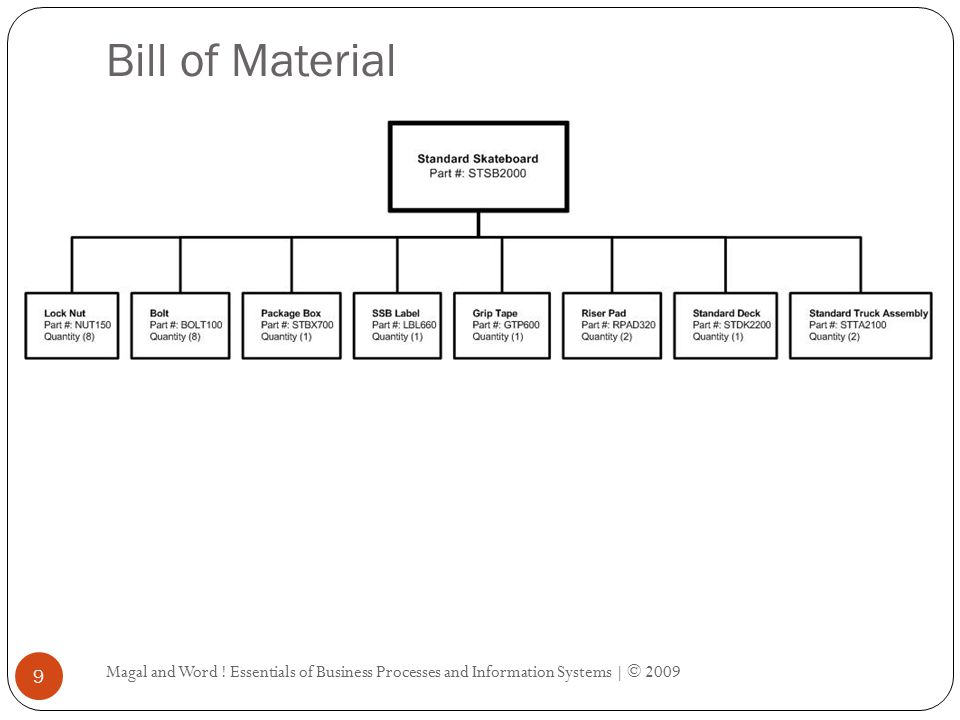 Bill of Material
Standard Skateboard
Part #: STSB2000
Lock Nut
Part #: NUT150
Quantity (8)
Bolt
Part #: BOLT100
Quantity (8)
Package Box
Part #: STBX700
Quantity (1)
SSB Label
Part #: LBL660
Quantity (1)
Grip Tape
Part #: GTP600
Quantity (1)
Riser Pad
Part #: RPAD320
Quantity (2)
Standard Deck
Part #: STDK2200
Quantity (1)
Standard Truck Assembly
Part #: STTA2100
Quantity (2)
9
Magal and Word ! Essentials of Business Processes and Information Systems | © 2009